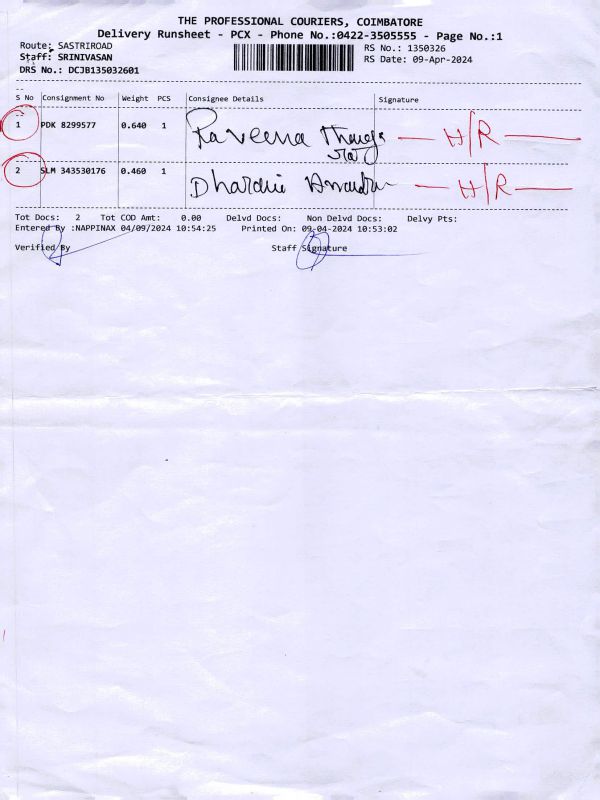 THE PROFESSIONAL COURIERS, COIMBATORE
Delivery Runsheet - PCX - Phone No.:0422-3505555 - Page No.:1
Route: SASTRIROAD
RS No.: 1350326
Staff: SRINIVASAN
RS Date: 09-Apr-2024
DRS No.: DCJB135032601
S No Consignment No Weight PCS Consignee Details Signature
1 PDK 8299577 0.640 1 Raveena Thangaraj H/R
2 SLM 343530176 0.460 1 Dharani H/R
Tot Docs: 2 Tot COD Amt: 0.00 Delvd Docs: Non Delvd Docs: Delvy Pts:
Entered By :NAPPINAX 04/09/2024 10:54:25 Printed On: 09-04-2024 10:53:02
Verified By Staff Signature